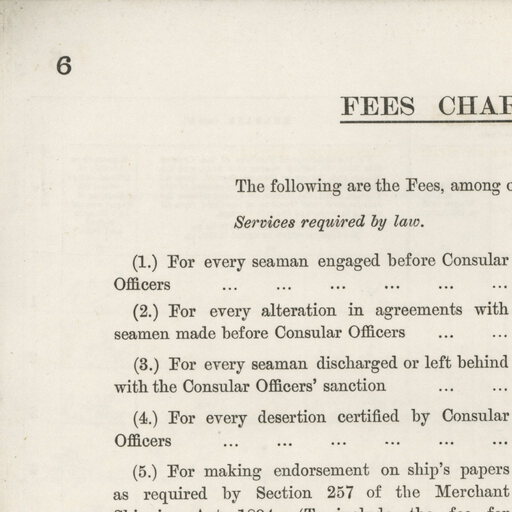 6
FEES CHAR
The following are the Fees, among o
Services required by law.
(1.) For every seaman engaged before Consular
Officers ... ... ... ... ... ...
(2.) For every alteration in agreements with
seamen made before Consular Officers ... ...
(3.) For every seaman discharged or left behind
with the Consular Officers' sanction ... ...
(4.) For every desertion certified by Consular
Officers ... ... ... ... ... ...
(5.) For making endorsement on ship's papers
as required by Section 257 of the Merchant